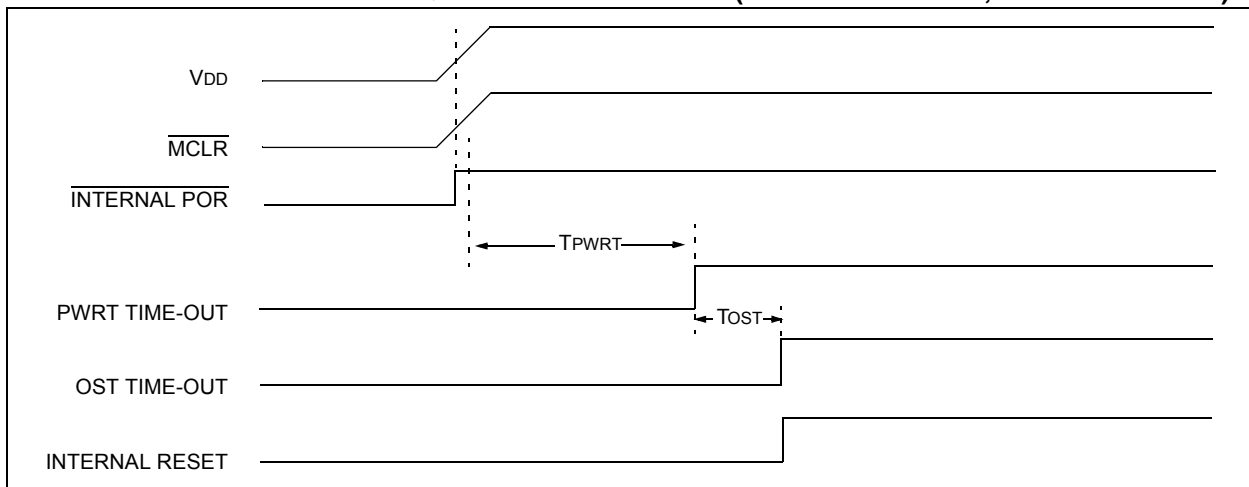 VDD
MCLR
INTERNAL POR
TPWRT
PWRT TIME-OUT
TOST
OST TIME-OUT
INTERNAL RESET